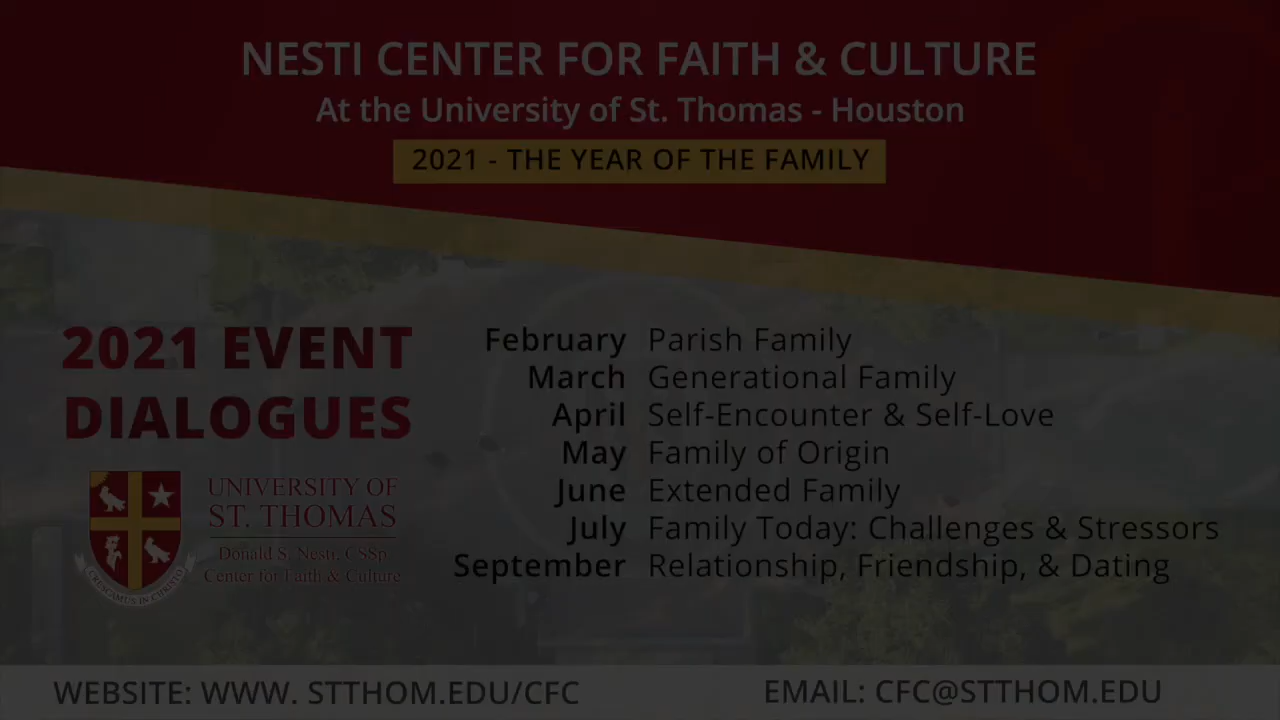 NESTI CENTER FOR FAITH & CULTURE
At the University of St. Thomas - Houston
2021 - THE YEAR OF THE FAMILY
2021 EVENT
DIALOGUES
UNIVERSITY OF
ST. THOMAS
Donald S. Nesti, CSSp.
Center for Faith & Culture
CRESCAMUS IN CHRISTO
February Parish Family
March Generational Family
April Self-Encounter & Self-Love
May Family of Origin
June Extended Family
July Family Today: Challenges & Stressors
September Relationship, Friendship, & Dating
WEBSITE: WWW. STTHOM.EDU/CFC
EMAIL: CFC@STTHOM.EDU